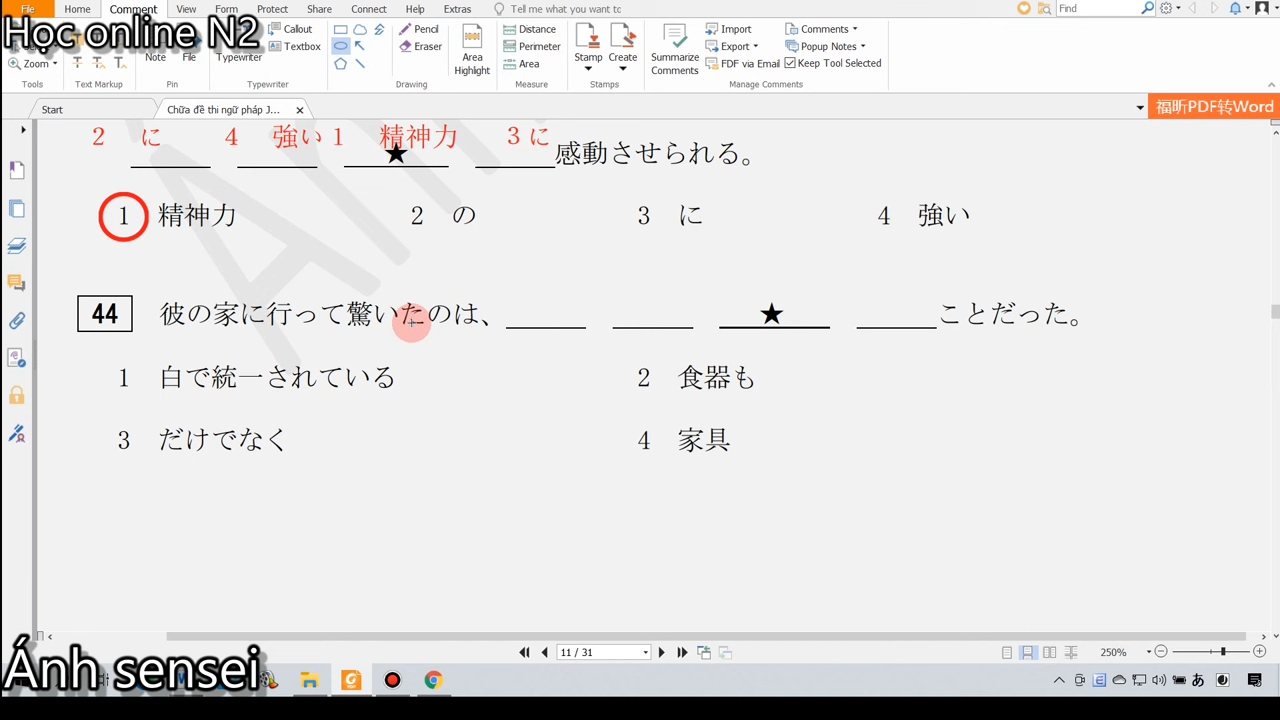 File Home Comment View Form Protect Share Connect Help Extras Tell me what you want tc Find
Học online N2
Callout Pencil Distance Import Comments
Textbox Eraser Perimeter Export Popup Notes
Zoom Note File Typewriter Area Highlight Area Stamp Create Summarize Comments FDF via Email Keep Tool Selected
Tools Text Markup Pin Typewriter Drawing Measure Stamps Manage Comments
Start Chữa đề thi ngữ pháp J... 福昕PDF转Word
2 に 4 強い 1 精神力 3に
★ 感動させられる。
1 精神力 2 の 3 に 4 強い
44 彼の家に行って驚いたのは、 ★ ことだった。
1 白で統一されている 2 食器も
3 だけでなく 4 家具
11 / 31 250%
Ánh sensei
あ